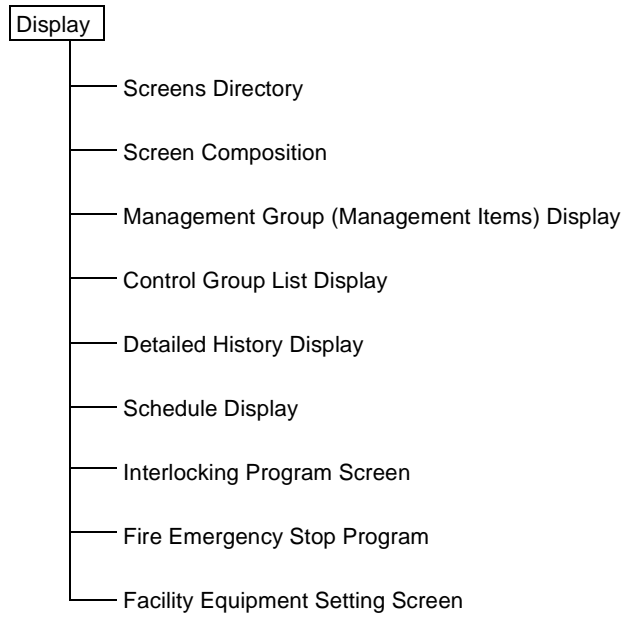 Display
Screens Directory
Screen Composition
Management Group (Management Items) Display
Control Group List Display
Detailed History Display
Schedule Display
Interlocking Program Screen
Fire Emergency Stop Program
Facility Equipment Setting Screen